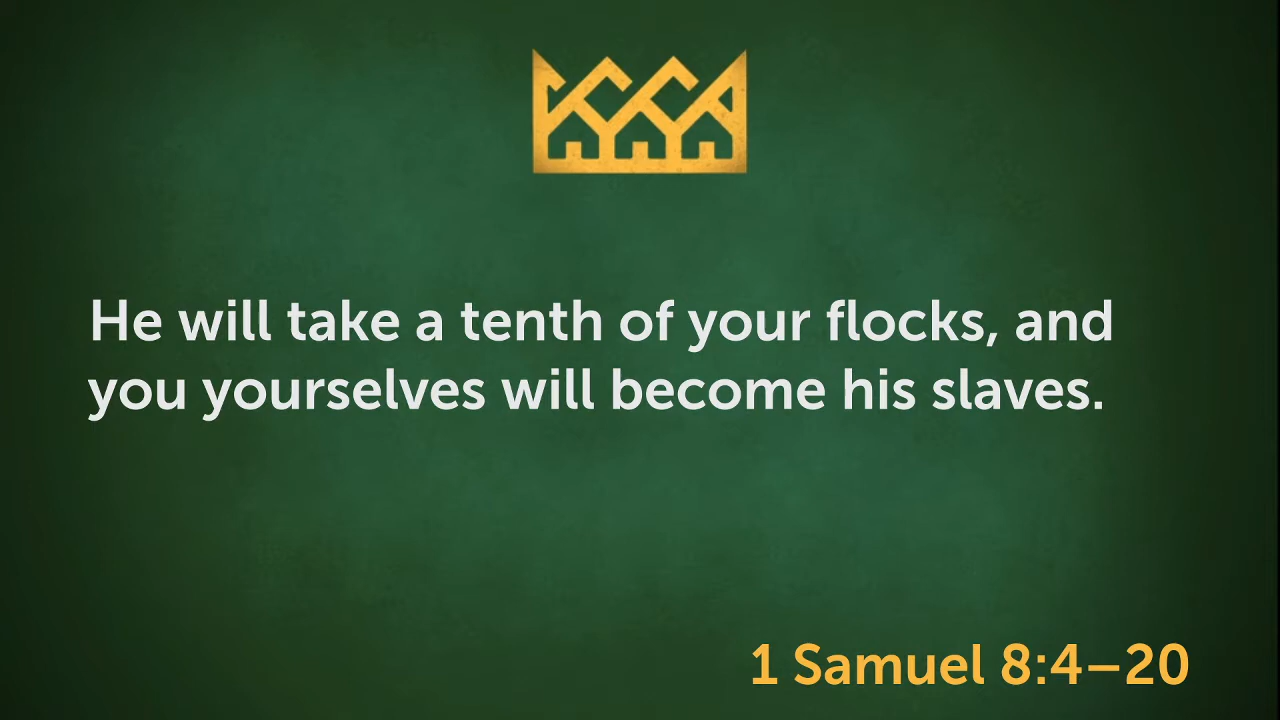 He will take a tenth of your flocks, and
you yourselves will become his slaves.
1 Samuel 8:4–20